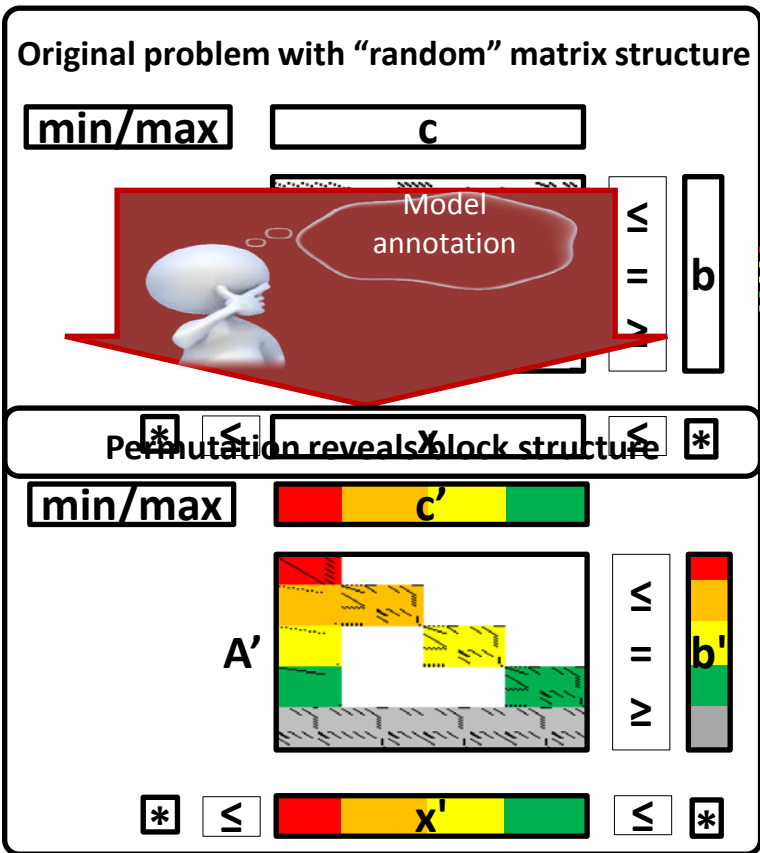 Original problem with “random” matrix structure
min/max c
Model
annotation
≤
=
≥
b
* ≤ x ≤ *
Permutation reveals block structure
min/max c’
A’
≤
=
≥
b'
* ≤ x' ≤ *